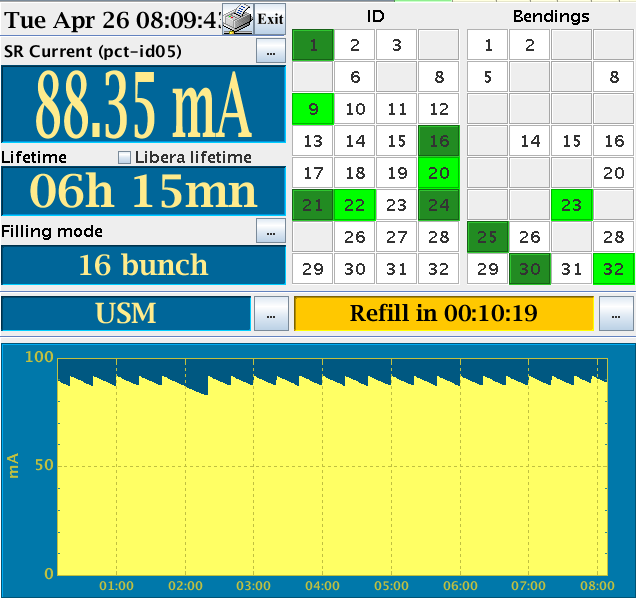 Tue Apr 26 08:09:43 Exit
SR Current (pct-id05) ...
88.35 mA
Lifetime Libera lifetime
06h 15mn
Filling mode ...
16 bunch
USM ...
ID
1 2 3
6 8
9 10 11 12
13 14 15 16
17 18 19 20
21 22 23 24
26 27 28
29 30 31 32
Bendings
1 2
5 8
14 15 16
20
23
25 26 28
29 30 31 32
Refill in 00:10:19 ...
100
50
0
mA
01:00 02:00 03:00 04:00 05:00 06:00 07:00 08:00